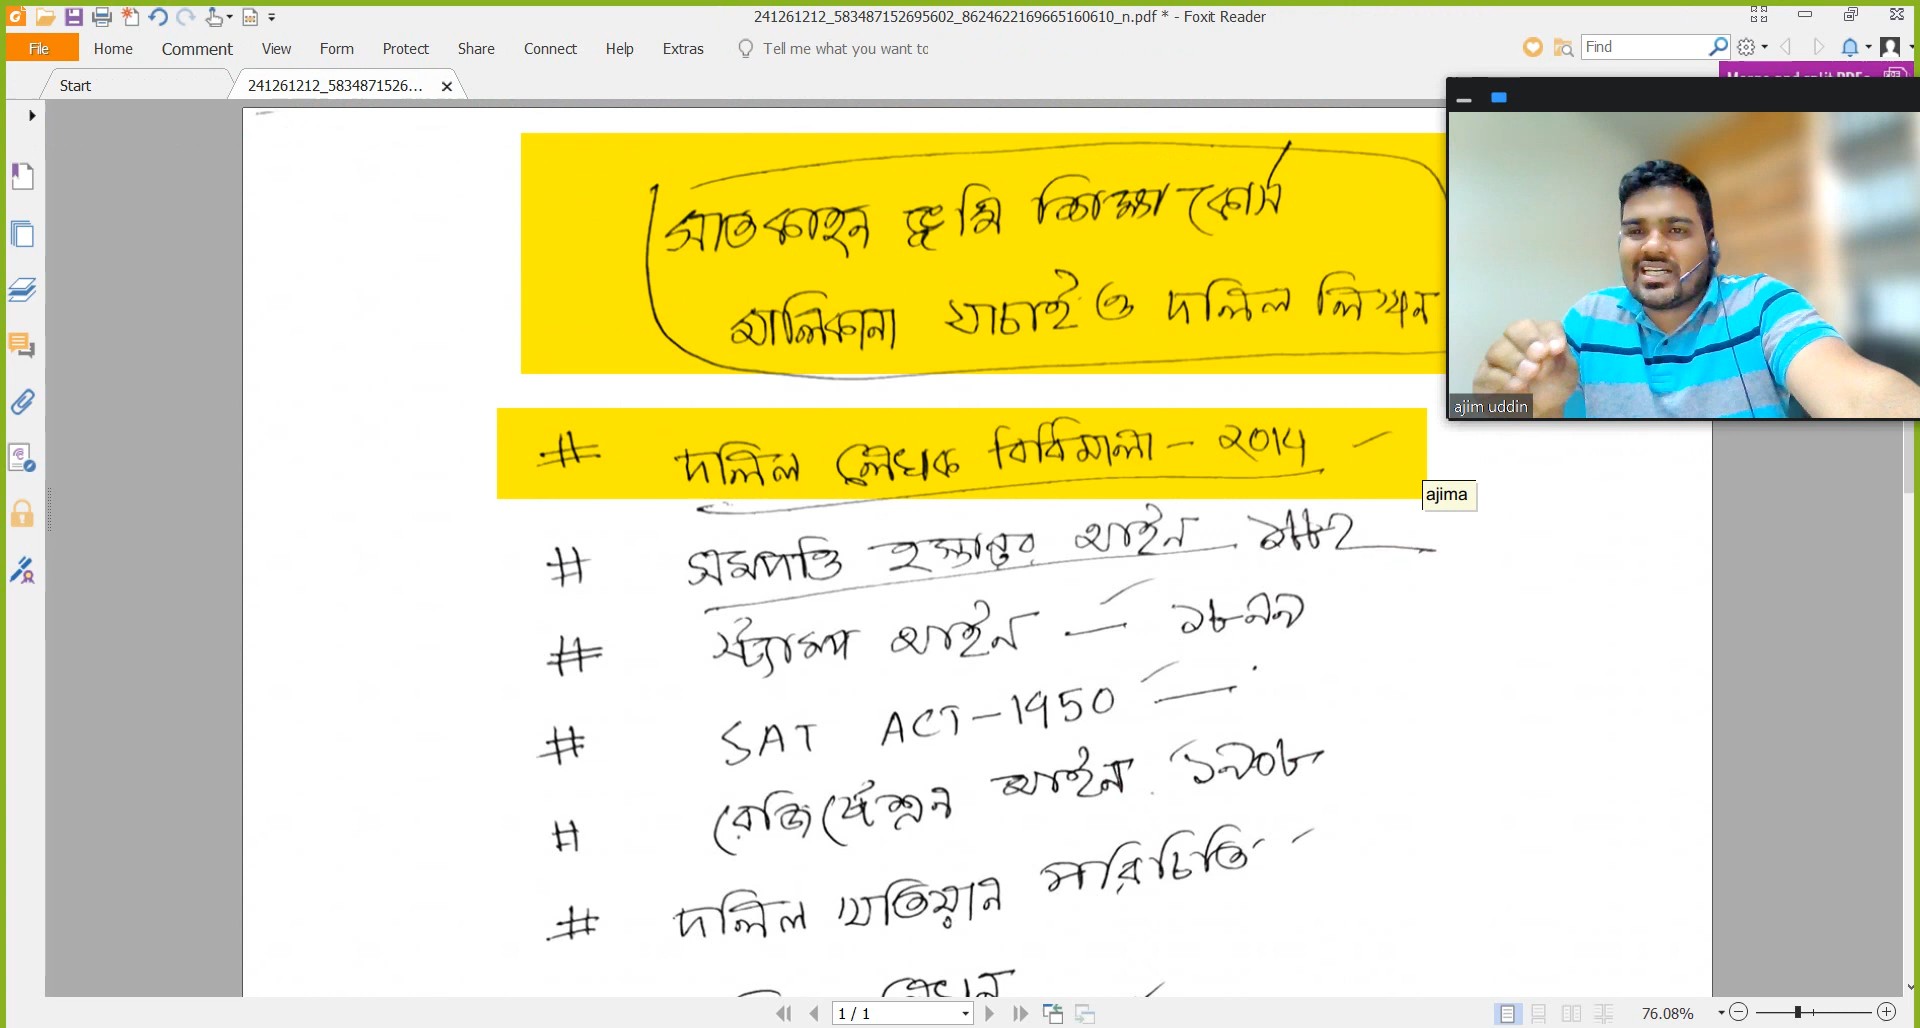 241261212_583487152695602_8624622169665160610_n.pdf * - Foxit Reader
File Home Comment View Form Protect Share Connect Help Extras Tell me what you want to Find
Start 241261212_5834871526...
সাতকাহন ভূমি শিক্ষা কোর্স
মালিকানা যাচাই ও দলিল লিখন
ajim uddin
# দলিল লেখক বিধিমালা - ২০১৪
ajima
# সম্পত্তি হস্তান্তর আইন ১৮৮২
# স্ট্যাম্প আইন - ১৮৯৯
# SAT ACT-1950
# রেজিস্ট্রেশন আইন ১৯০৮
# দলিল খতিয়ান পরিচিতি
1 / 1 76.08%